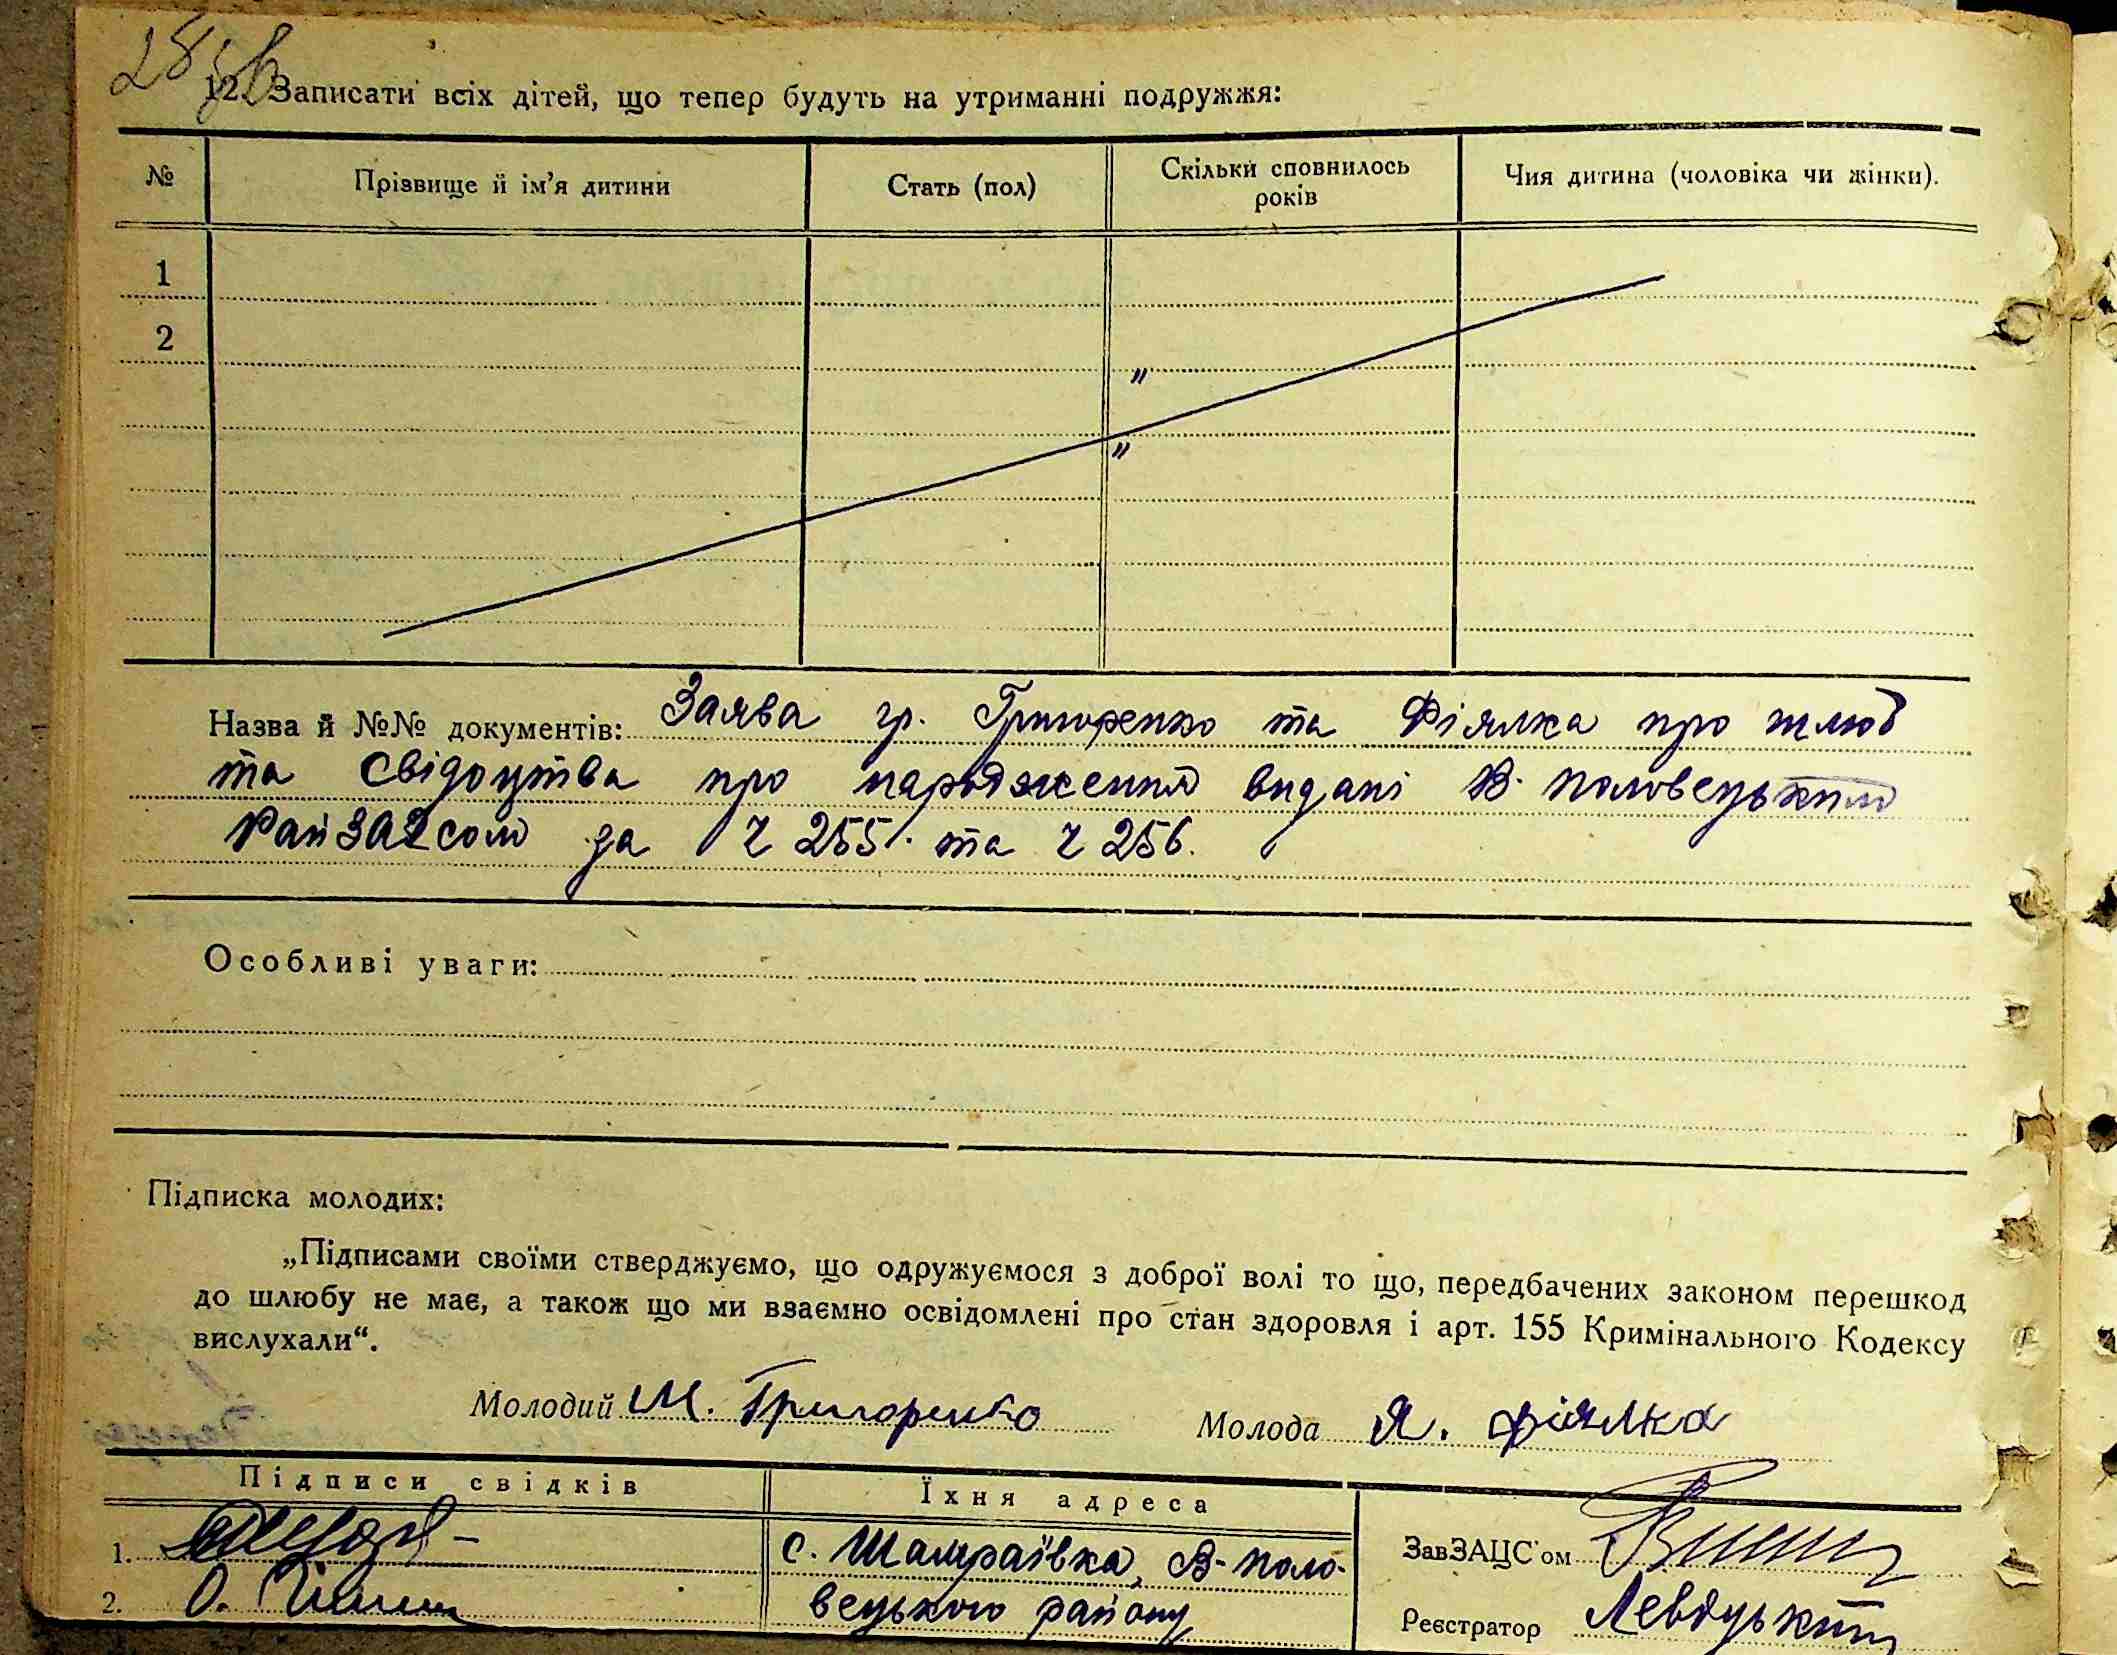 12. Записати всіх дітей, що тепер будуть на утриманні подружжя:
№ Прізвище й ім’я дитини Стать (пол) Скільки сповнилось років Чия дитина (чоловіка чи жінки).
1
2
"
"
Назва й №№ документів: Заява гр. Григоренко та Фіялка про шлюб
та свідоцтва про народження видані В. Половецьким
РайЗАГСом за № 255 та № 256.
Особливі уваги:
Підписка молодих:
„Підписами своїми стверджуємо, що одружуємося з доброї волі то що, передбачених законом перешкод
до шлюбу не має, а також що ми взаємно освідомлені про стан здоровля і арт. 155 Кримінального Кодексу
вислухали“.
Молодий М. Григоренко Молода Я. Фіялка
Підписи свідків Їхня адреса
1. с. Шамраївка, В-Поло- ЗавЗАЦС’ом
2. О. вецького району Реєстратор